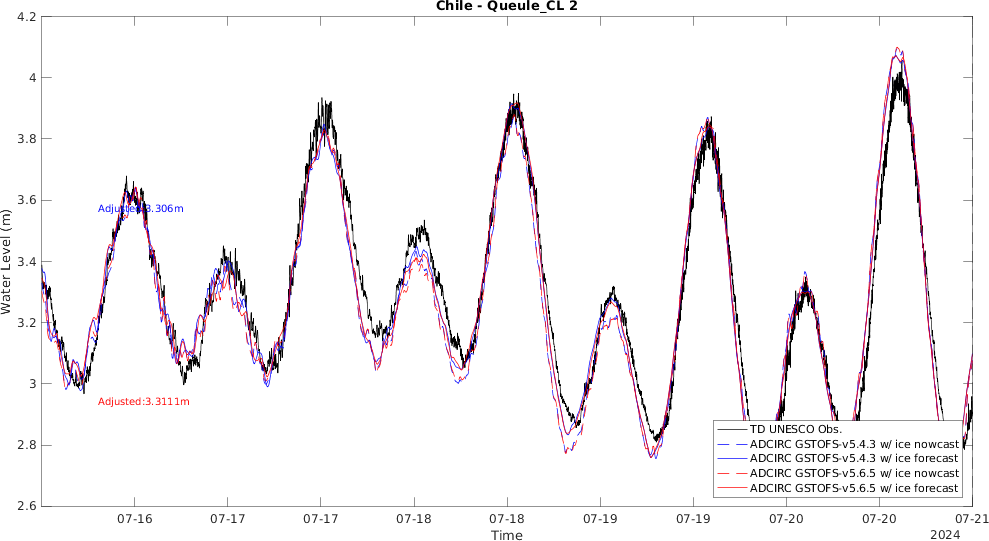 Chile - Queule_CL 2
4.2
4
3.8
3.6
3.4
3.2
3
2.8
2.6
Water Level (m)
Adjusted:3.306m
Adjusted:3.3111m
TD UNESCO Obs.
ADCIRC GSTOFS-v5.4.3 w/ ice nowcast
ADCIRC GSTOFS-v5.4.3 w/ ice forecast
ADCIRC GSTOFS-v5.6.5 w/ ice nowcast
ADCIRC GSTOFS-v5.6.5 w/ ice forecast
07-16 07-17 07-17 07-18 07-18 07-19 07-19 07-20 07-20 07-21
Time
2024